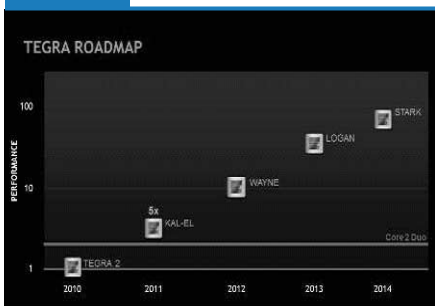 TEGRA ROADMAP
PERFORMANCE
100
STARK
LOGAN
10
WAYNE
5x
KAL-EL
Core 2 Duo
1
TEGRA 2
2010 2011 2012 2013 2014